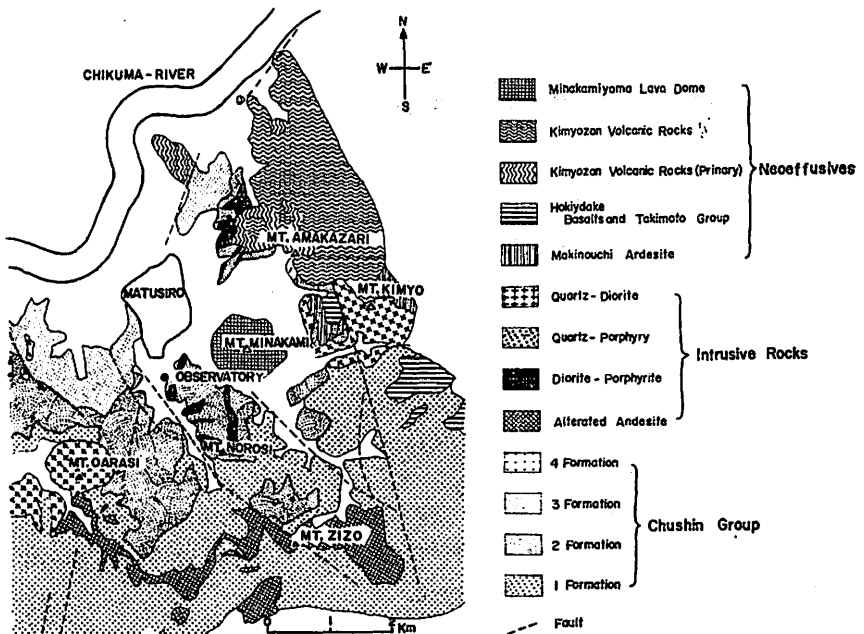 N
W E
S
CHIKUMA-RIVER
MT. AMAKAZARI
MATUSIRO
MT. KIMYO
MT. MINAKAMI
OBSERVATORY
MT. NOROSI
MT. OARASI
MT. ZIZO
0 1 2
Km
Minakamiyama Lava Dome
Kimyozan Volcanic Rocks
Kimyozan Volcanic Rocks (Primary)
Hokiydake
Basalts and Takimoto Group
Makinouchi Ardesite
Neoeffusives
Quartz-Diorite
Quartz-Porphyry
Diorite-Porphyrite
Alterated Andesite
Intrusive Rocks
4 Formation
3 Formation
2 Formation
1 Formation
Chushin Group
Fault